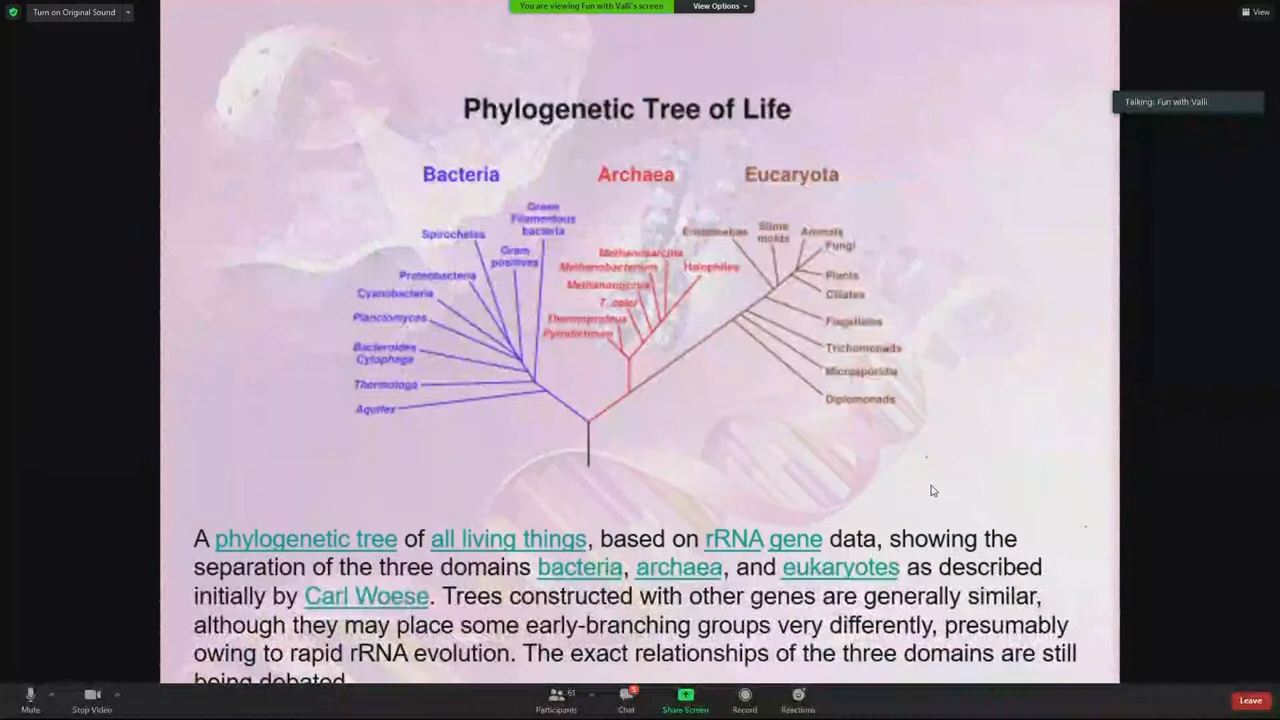 Turn on Original Sound
You are viewing Fun with Valli's screen
View Options
View
Talking: Fun with Valli
Phylogenetic Tree of Life
Bacteria
Archaea
Eucaryota
Green
Filamentous
bacteria
Spirochetes
Gram
positives
Proteobacteria
Cyanobacteria
Planctomyces
Bacteroides
Cytophaga
Thermotoga
Aquifex
Methanosarcina
Methanobacterium
Halophiles
Methanococcus
T. celer
Thermoproteus
Pyrodicticum
Entamoebae
Slime
molds
Animals
Fungi
Plants
Ciliates
Flagellates
Trichomonads
Microsporidia
Diplomonads
A phylogenetic tree of all living things, based on rRNA gene data, showing the
separation of the three domains bacteria, archaea, and eukaryotes as described
initially by Carl Woese. Trees constructed with other genes are generally similar,
although they may place some early-branching groups very differently, presumably
owing to rapid rRNA evolution. The exact relationships of the three domains are still
being debated
Mute
Stop Video
61
Participants
5
Chat
Share Screen
Record
Reactions
Leave